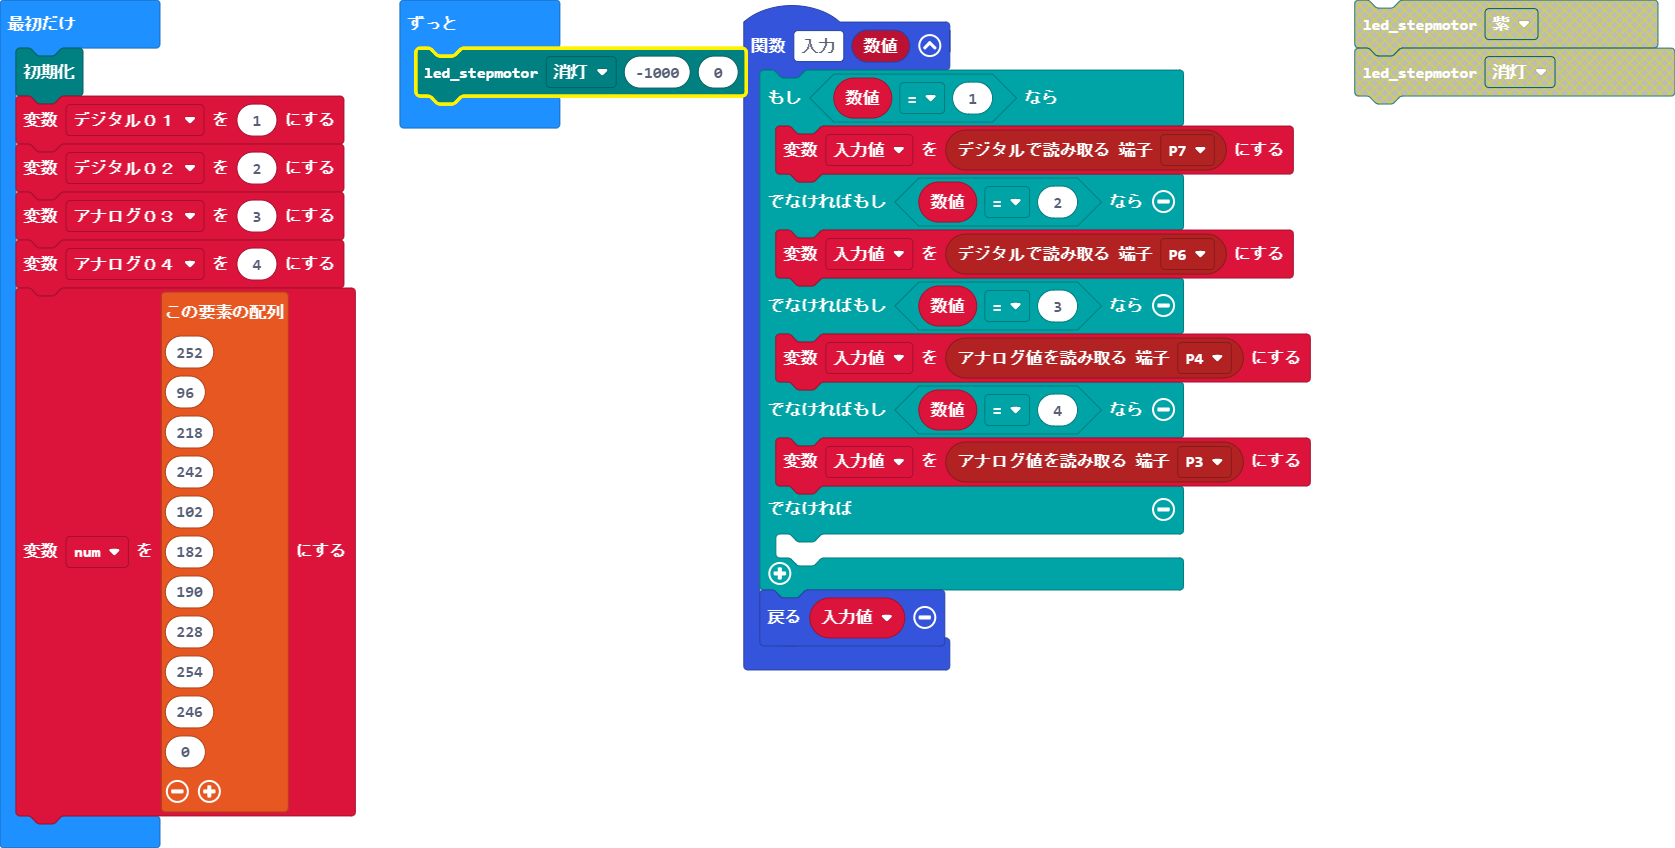 最初だけ
初期化
変数 デジタル01 を 1 にする
変数 デジタル02 を 2 にする
変数 アナログ03 を 3 にする
変数 アナログ04 を 4 にする
変数 num を この要素の配列 にする
252
96
218
242
102
182
190
228
254
246
0
ずっと
led_stepmotor 消灯 -1000 0
関数 入力 数値
もし 数値 = 1 なら
変数 入力値 を デジタルで読み取る 端子 P7 にする
でなければもし 数値 = 2 なら
変数 入力値 を デジタルで読み取る 端子 P6 にする
でなければもし 数値 = 3 なら
変数 入力値 を アナログ値を読み取る 端子 P4 にする
でなければもし 数値 = 4 なら
変数 入力値 を アナログ値を読み取る 端子 P3 にする
でなければ
戻る 入力値
led_stepmotor 紫
led_stepmotor 消灯